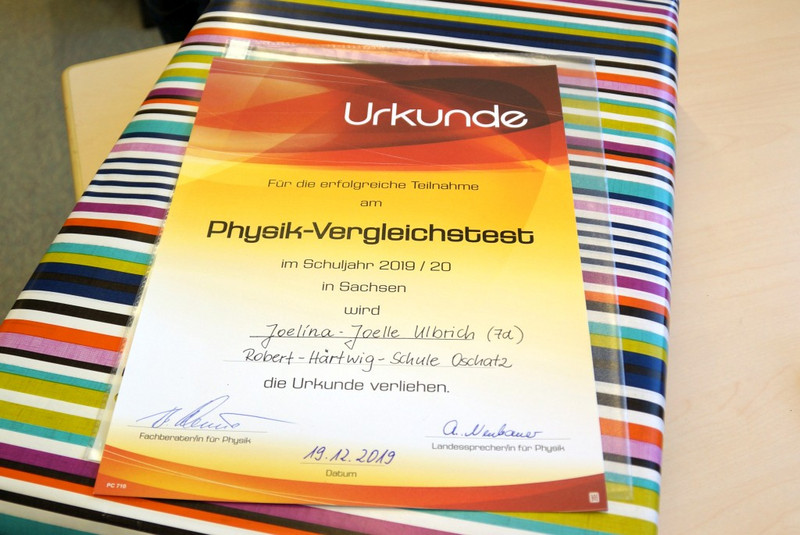 Urkunde
Für die erfolgreiche Teilnahme
am
Physik-Vergleichstest
im Schuljahr 2019 / 20
in Sachsen
wird
Joelina-Joelle Ulbrich (7a)
Robert-Härtwig-Schule Oschatz
die Urkunde verliehen.
Fachberater/in für Physik
A. Neubauer
Landessprecher/in für Physik
19.12.2019
Datum
PC 719